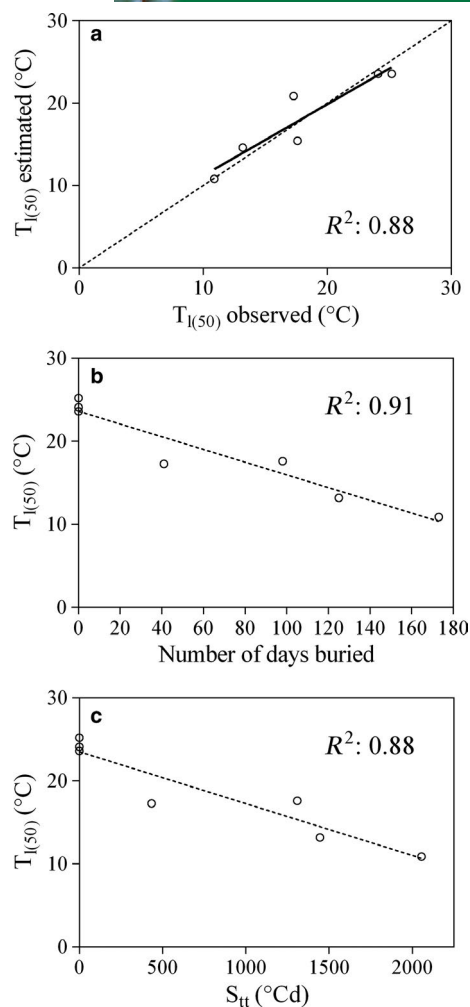 a
30
20
10
0
T_l(50) estimated (°C)
R²: 0.88
0 10 20 30
T_l(50) observed (°C)
b
30
20
10
0
T_l(50) (°C)
R²: 0.91
0 20 40 60 80 100 120 140 160 180
Number of days buried
c
30
20
10
0
T_l(50) (°C)
R²: 0.88
0 500 1000 1500 2000
S_tt (°Cd)